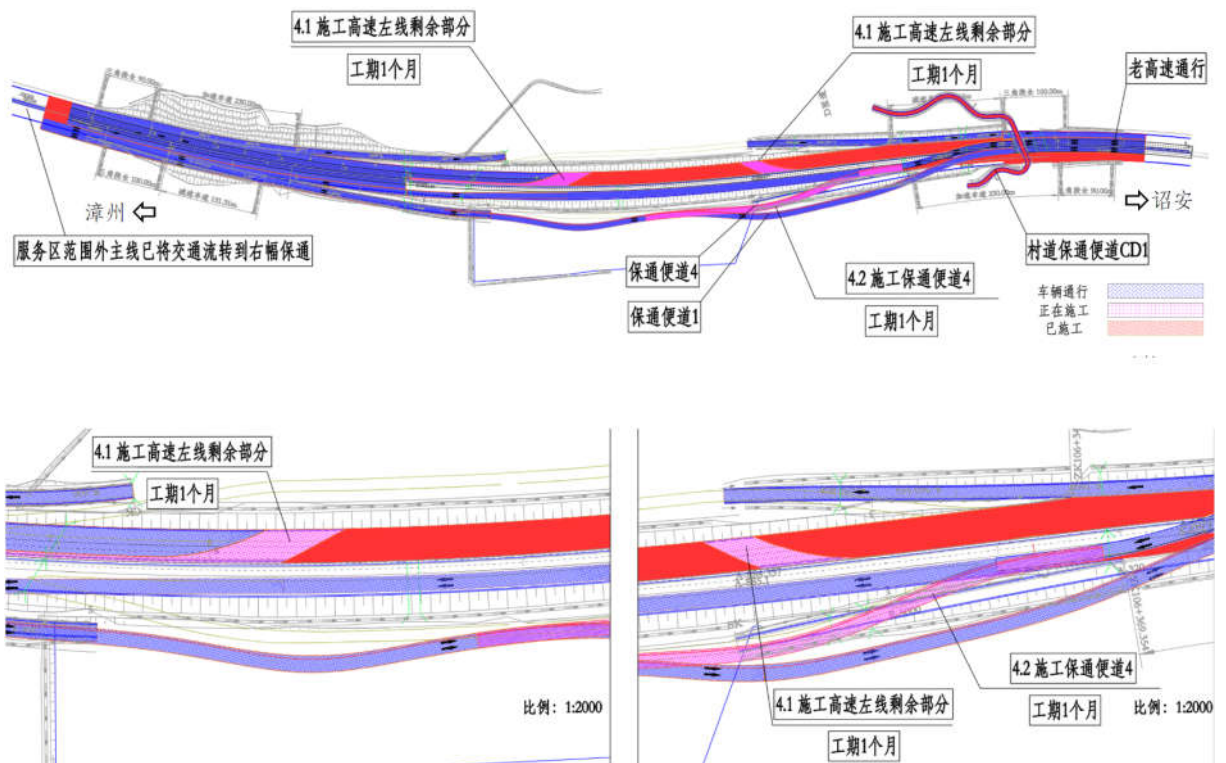 4.1 施工高速左线剩余部分
工期1个月
4.1 施工高速左线剩余部分
工期1个月
老高速通行
三角渐变 100.00m
漳州
诏安
服务区范围外主线已将交通流转到右幅保通
保通便道4
保通便道1
4.2 施工保通便道4
工期1个月
村道保通便道CD1
车辆通行
正在施工
已施工
4.1 施工高速左线剩余部分
工期1个月
比例：1:2000
4.1 施工高速左线剩余部分
工期1个月
4.2 施工保通便道4
工期1个月
比例：1:2000